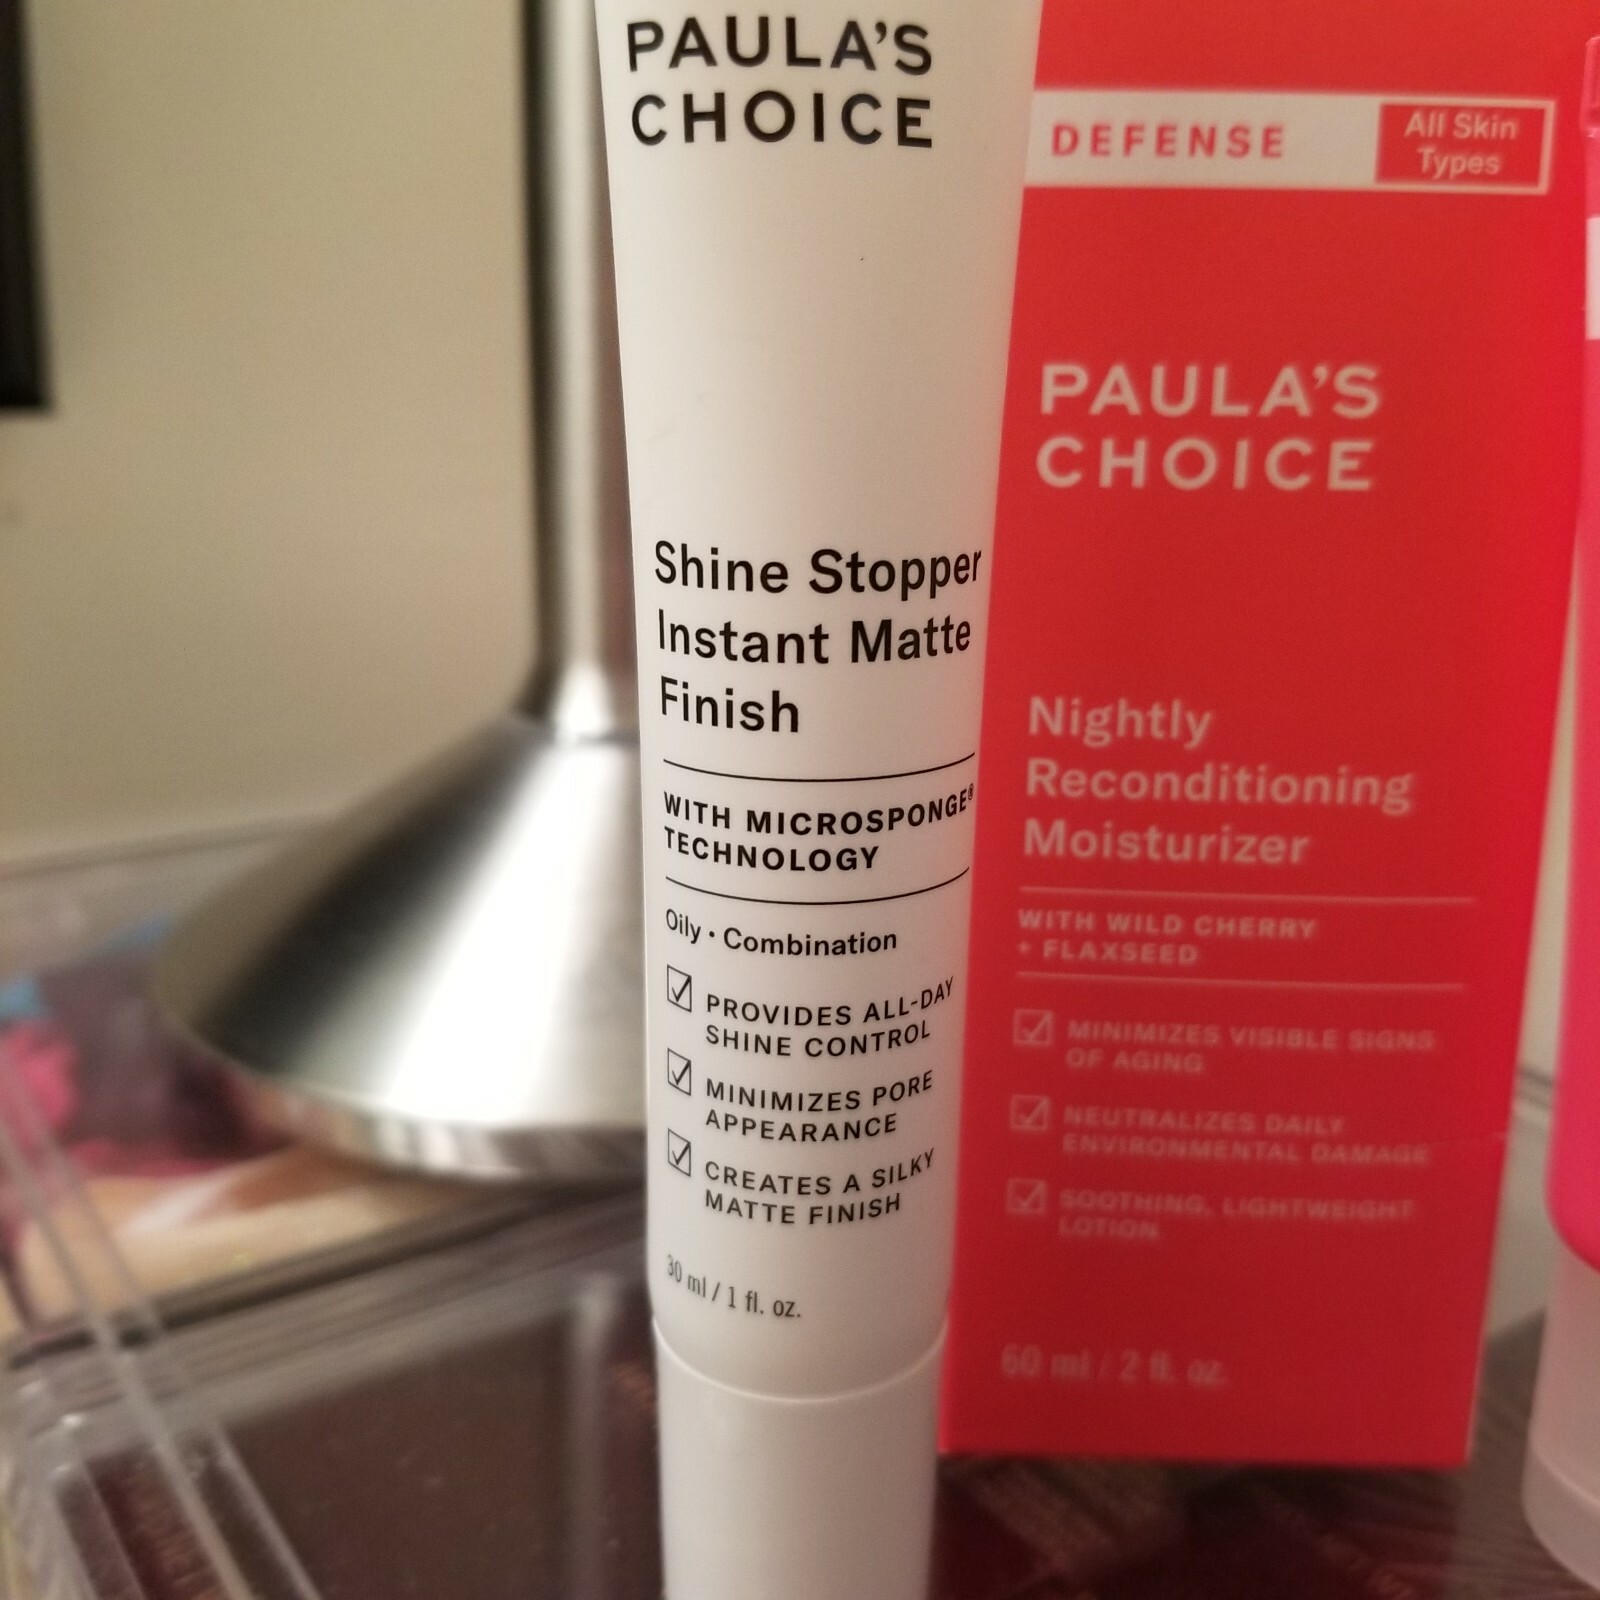 PAULA'S
CHOICE
Shine Stopper
Instant Matte
Finish
WITH MICROSPONGE®
TECHNOLOGY
Oily • Combination
PROVIDES ALL-DAY
SHINE CONTROL
MINIMIZES PORE
APPEARANCE
CREATES A SILKY
MATTE FINISH
30 ml / 1 fl. oz.
DEFENSE
All Skin
Types
PAULA'S
CHOICE
Nightly
Reconditioning
Moisturizer
WITH WILD CHERRY
+ FLAXSEED
MINIMIZES VISIBLE SIGNS
OF AGING
NEUTRALIZES DAILY
ENVIRONMENTAL DAMAGE
SOOTHING, LIGHTWEIGHT
LOTION
60 ml / 2 fl. oz.